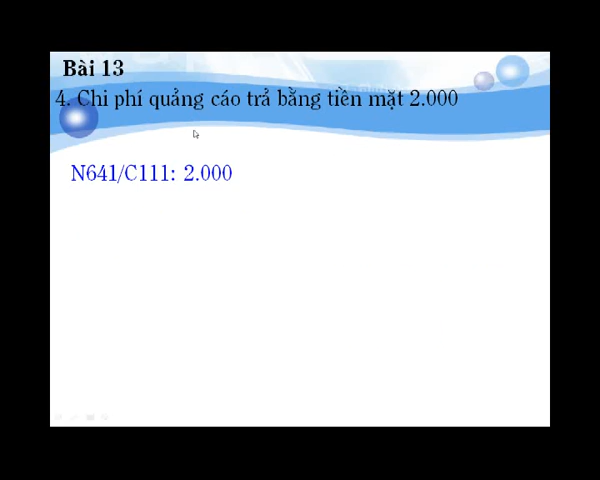 Bài 13
4. Chi phí quảng cáo trả bằng tiền mặt 2.000
N641/C111: 2.000